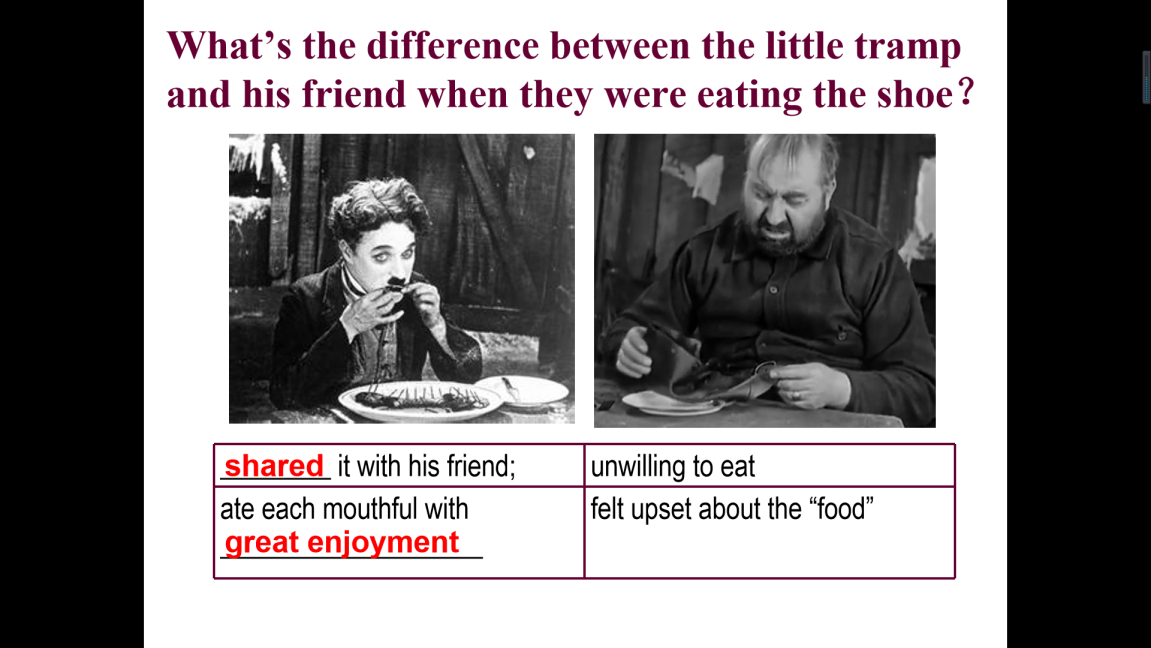 What’s the difference between the little tramp
and his friend when they were eating the shoe？
shared it with his friend;
unwilling to eat
ate each mouthful with
great enjoyment
felt upset about the “food”